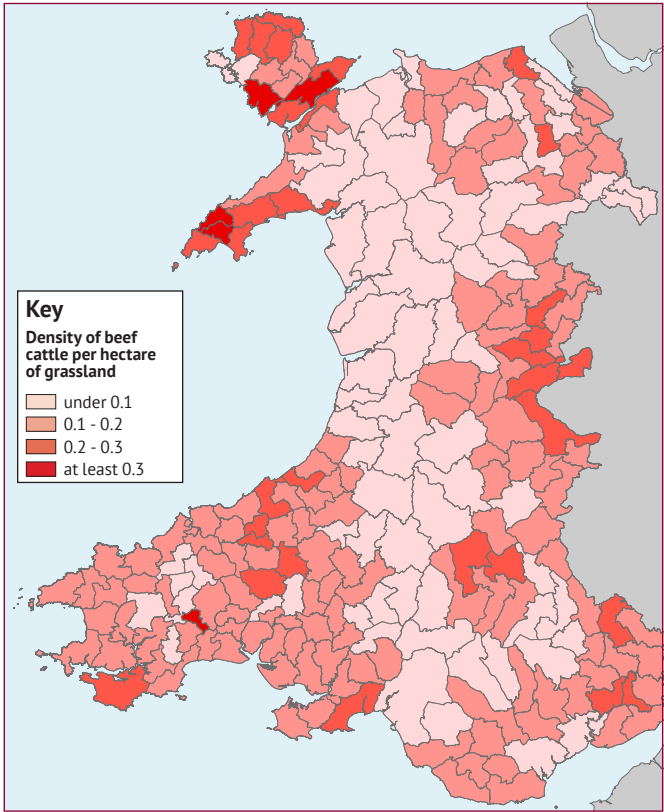 Key
Density of beef
cattle per hectare
of grassland
under 0.1
0.1 - 0.2
0.2 - 0.3
at least 0.3